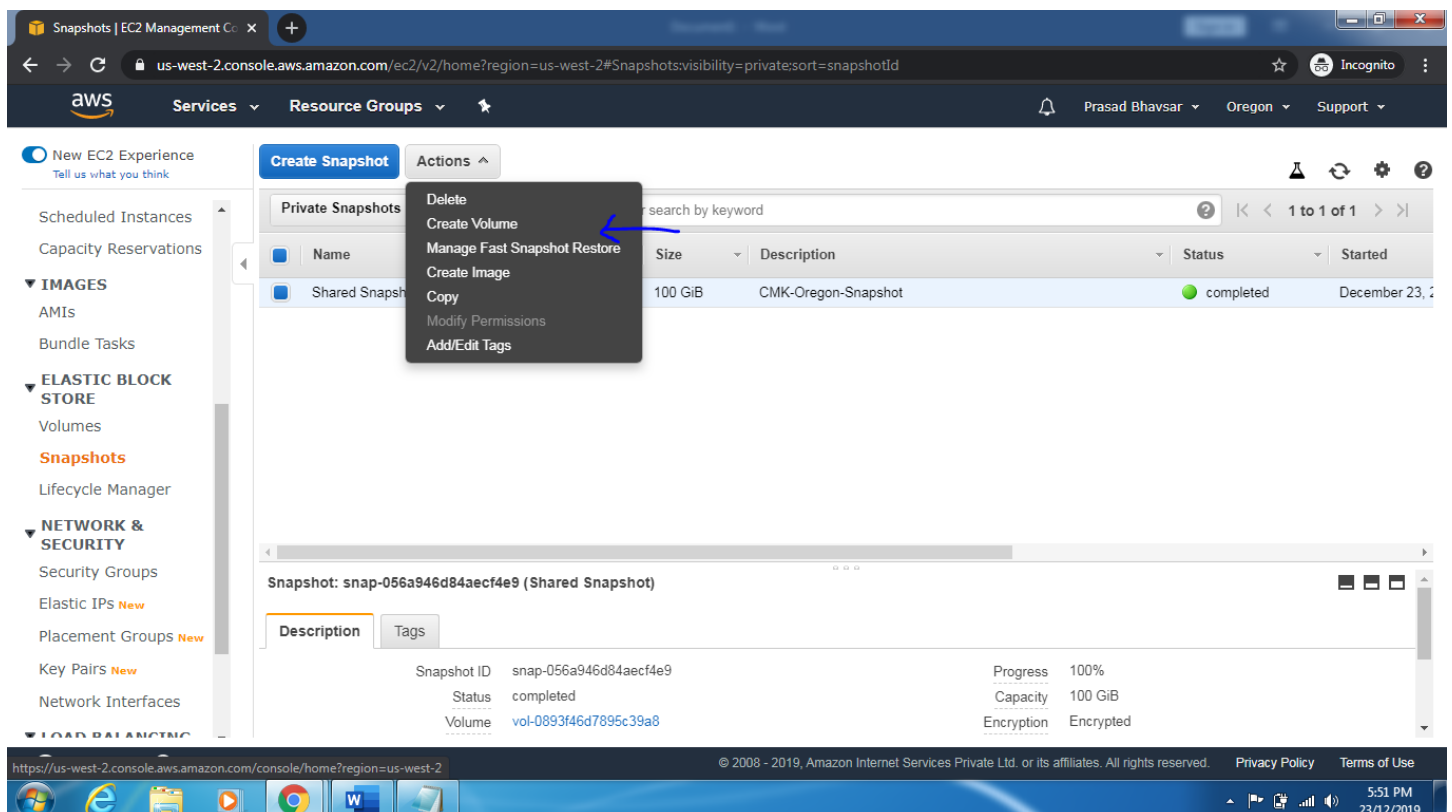 Snapshots | EC2 Management Co
us-west-2.console.aws.amazon.com/ec2/v2/home?region=us-west-2#Snapshots:visibility=private;sort=snapshotId
Incognito
aws
Services
Resource Groups
Prasad Bhavsar
Oregon
Support
New EC2 Experience
Tell us what you think
Create Snapshot
Actions
Scheduled Instances
Capacity Reservations
IMAGES
AMIs
Bundle Tasks
ELASTIC BLOCK
STORE
Volumes
Snapshots
Lifecycle Manager
NETWORK &
SECURITY
Security Groups
Elastic IPs New
Placement Groups New
Key Pairs New
Network Interfaces
LOAD BALANCING
Private Snapshots
search by keyword
1 to 1 of 1
Delete
Create Volume
Manage Fast Snapshot Restore
Create Image
Copy
Modify Permissions
Add/Edit Tags
Name
Size
Description
Status
Started
Shared Snapsh
100 GiB
CMK-Oregon-Snapshot
completed
December 23, 2
Snapshot: snap-056a946d84aecf4e9 (Shared Snapshot)
Description
Tags
Snapshot ID snap-056a946d84aecf4e9
Progress 100%
Status completed
Capacity 100 GiB
Volume vol-0893f46d7895c39a8
Encryption Encrypted
https://us-west-2.console.aws.amazon.com/console/home?region=us-west-2
© 2008 - 2019, Amazon Internet Services Private Ltd. or its affiliates. All rights reserved.
Privacy Policy
Terms of Use
5:51 PM
23/12/2019